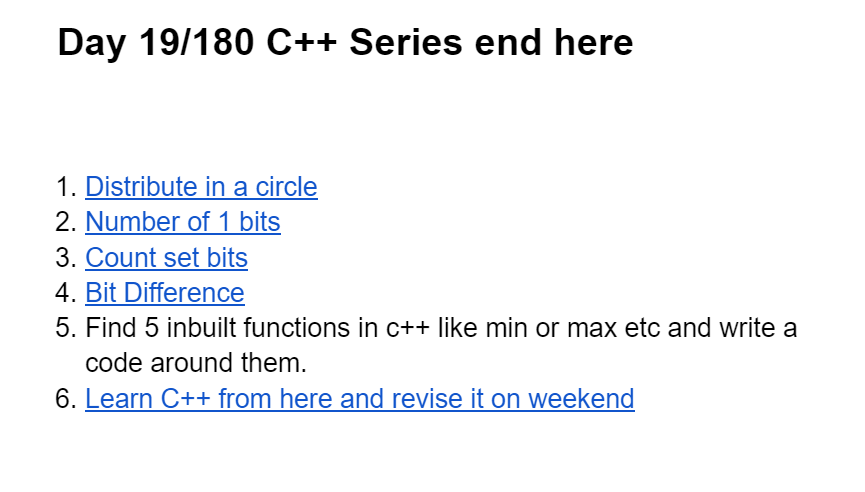 Day 19/180 C++ Series end here
1. Distribute in a circle
2. Number of 1 bits
3. Count set bits
4. Bit Difference
5. Find 5 inbuilt functions in c++ like min or max etc and write a
code around them.
6. Learn C++ from here and revise it on weekend